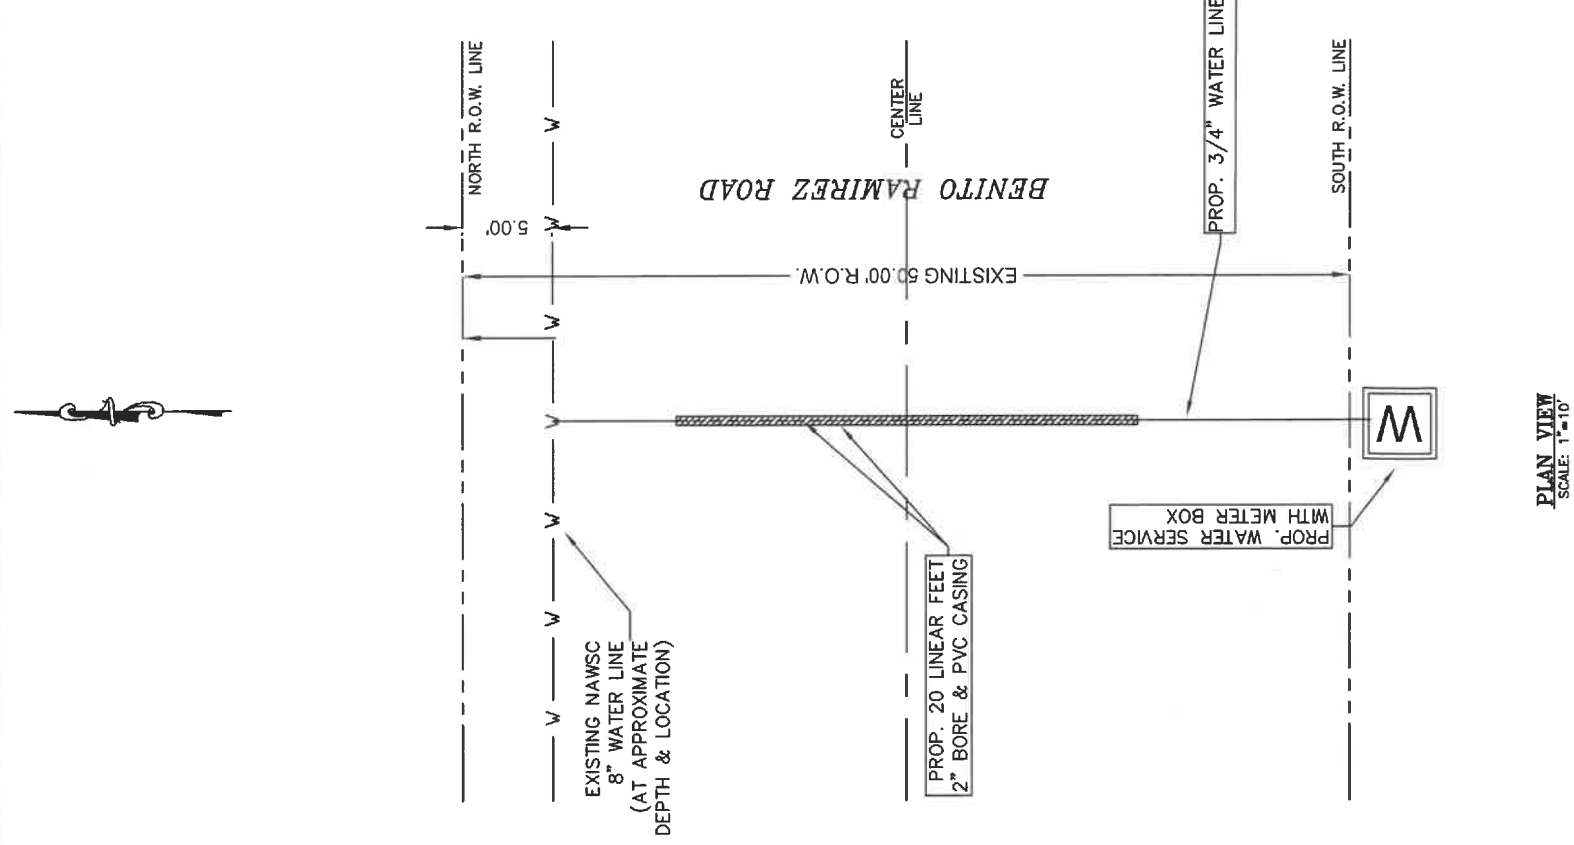 NORTH R.O.W. LINE
CENTER
LINE
PROP. 3/4" WATER LINE
SOUTH R.O.W. LINE
BENITO RAMIREZ ROAD
5.00'
EXISTING 50.00' R.O.W.
W
W
W
W
W
W
W
W
PROP. WATER SERVICE
WITH METER BOX
EXISTING NAWSC
8" WATER LINE
(AT APPROXIMATE
DEPTH & LOCATION)
PROP. 20 LINEAR FEET
2" BORE & PVC CASING
PLAN VIEW
SCALE: 1"=10'